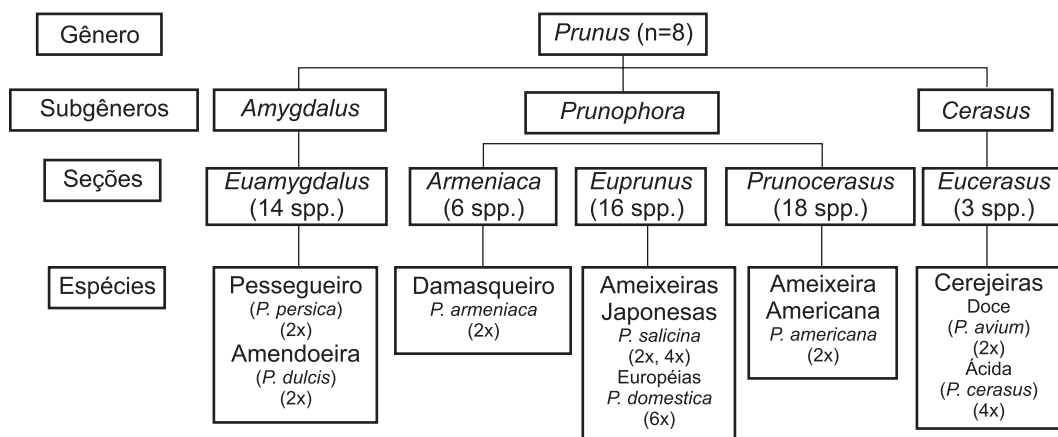 Gênero
Prunus (n=8)
Subgêneros
Amygdalus
Prunophora
Cerasus
Seções
Euamygdalus
(14 spp.)
Armeniaca
(6 spp.)
Euprunus
(16 spp.)
Prunocerasus
(18 spp.)
Eucerasus
(3 spp.)
Espécies
Pessegueiro
(P. persica)
(2x)
Amendoeira
(P. dulcis)
(2x)
Damasqueiro
P. armeniaca
(2x)
Ameixeiras
Japonesas
P. salicina
(2x, 4x)
Européias
P. domestica
(6x)
Ameixeira
Americana
P. americana
(2x)
Cerejeiras
Doce
(P. avium)
(2x)
Ácida
(P. cerasus)
(4x)